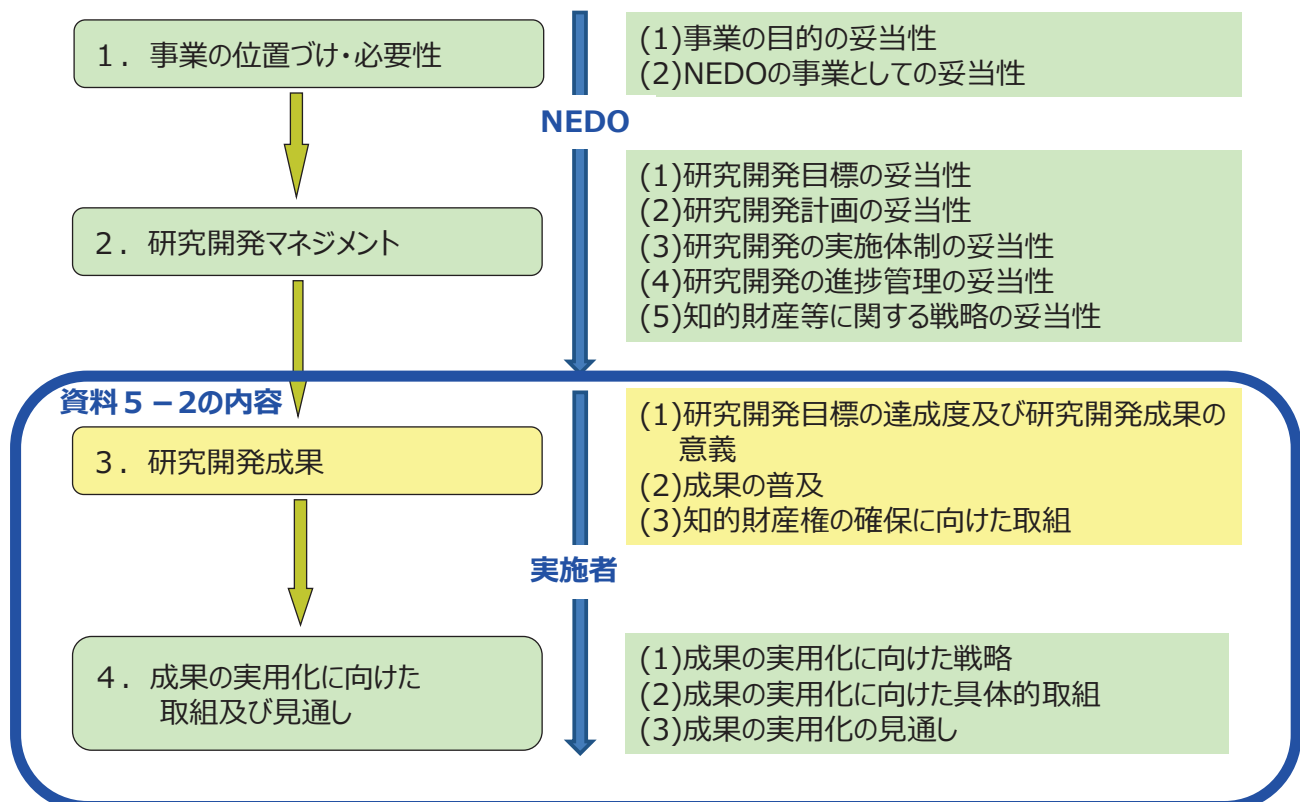 1．事業の位置づけ・必要性
(1)事業の目的の妥当性
(2)NEDOの事業としての妥当性
NEDO
2．研究開発マネジメント
(1)研究開発目標の妥当性
(2)研究開発計画の妥当性
(3)研究開発の実施体制の妥当性
(4)研究開発の進捗管理の妥当性
(5)知的財産等に関する戦略の妥当性
資料５－2の内容
3．研究開発成果
(1)研究開発目標の達成度及び研究開発成果の
意義
(2)成果の普及
(3)知的財産権の確保に向けた取組
実施者
4．成果の実用化に向けた
取組及び見通し
(1)成果の実用化に向けた戦略
(2)成果の実用化に向けた具体的取組
(3)成果の実用化の見通し